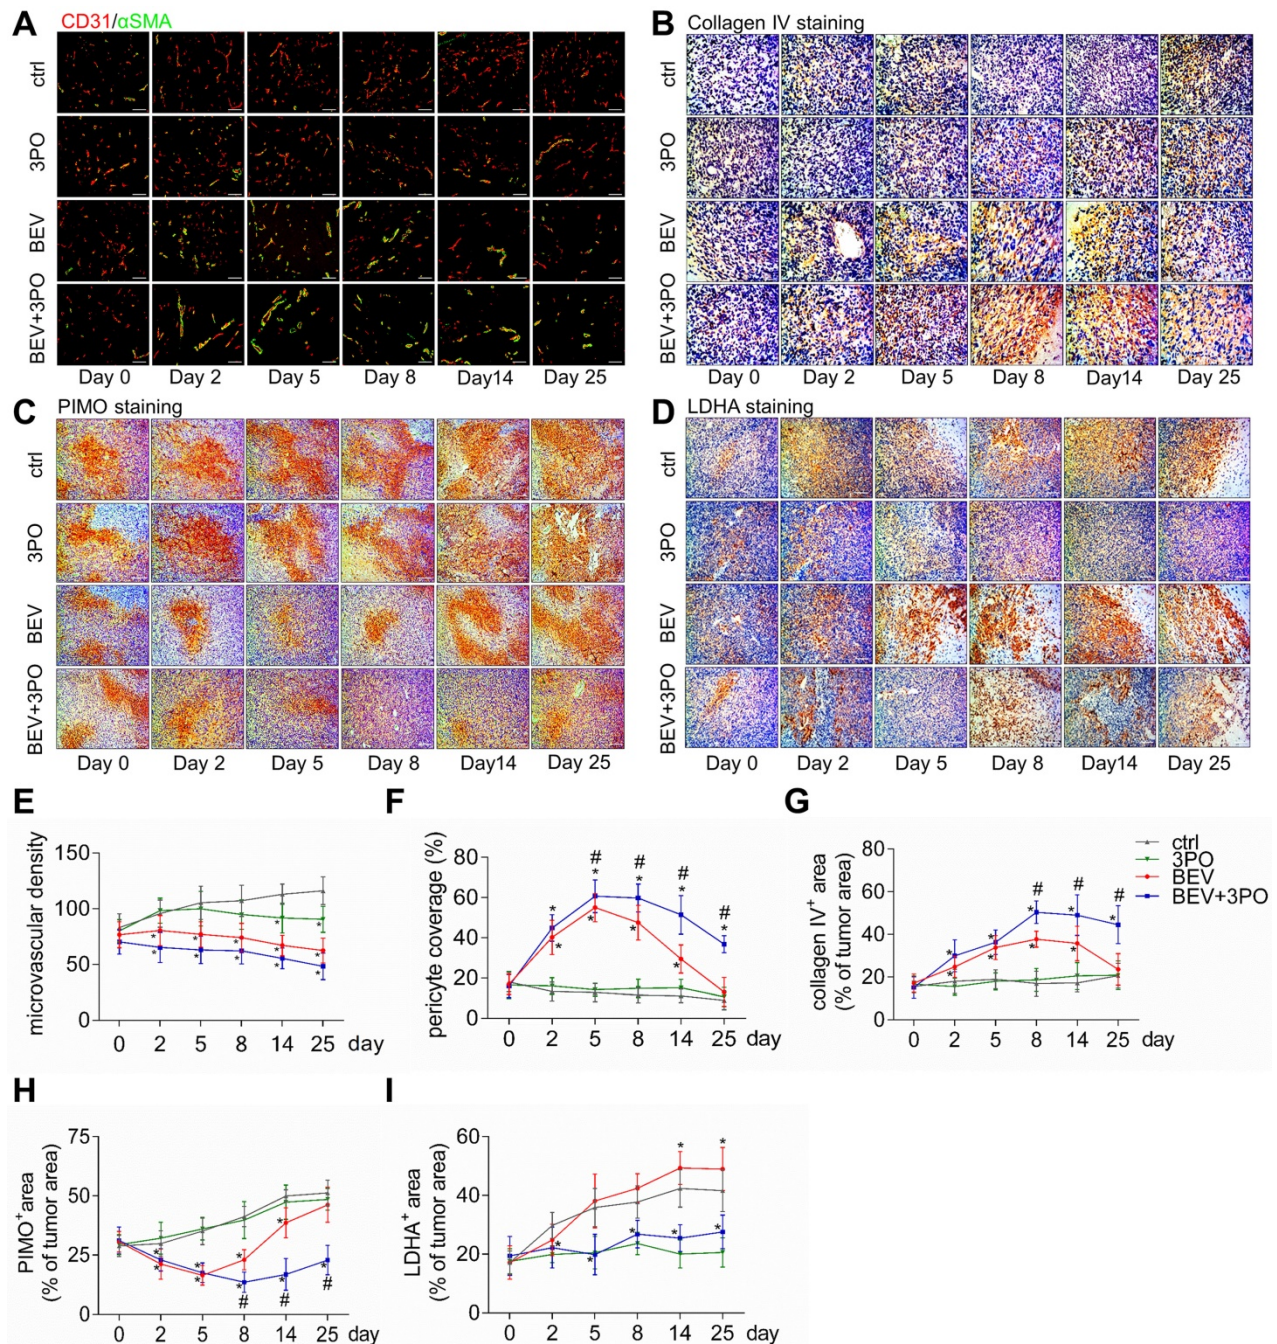 A
CD31/αSMA
ctrl
3PO
BEV
BEV+3PO
Day 0 Day 2 Day 5 Day 8 Day14 Day 25
B
Collagen IV staining
ctrl
3PO
BEV
BEV+3PO
Day 0 Day 2 Day 5 Day 8 Day14 Day 25
C
PIMO staining
ctrl
3PO
BEV
BEV+3PO
Day 0 Day 2 Day 5 Day 8 Day14 Day 25
D
LDHA staining
ctrl
3PO
BEV
BEV+3PO
Day 0 Day 2 Day 5 Day 8 Day14 Day 25
E
microvascular density
150
100
50
0
0 2 5 8 14 25 day
* * * * * * * * * * * *
F
pericyte coverage (%)
80
60
40
20
0
0 2 5 8 14 25 day
# # # #
* * * * * * * * *
G
collagen IV⁺ area
(% of tumor area)
80
60
40
20
0
0 2 5 8 14 25 day
# # #
* * * * * * * * *
ctrl
3PO
BEV
BEV+3PO
H
PIMO⁺ area
(% of tumor area)
75
50
25
0
0 2 5 8 14 25 day
* * * * * * * * *
# # #
I
LDHA⁺ area
(% of tumor area)
60
40
20
0
0 2 5 8 14 25 day
* * * * * * *